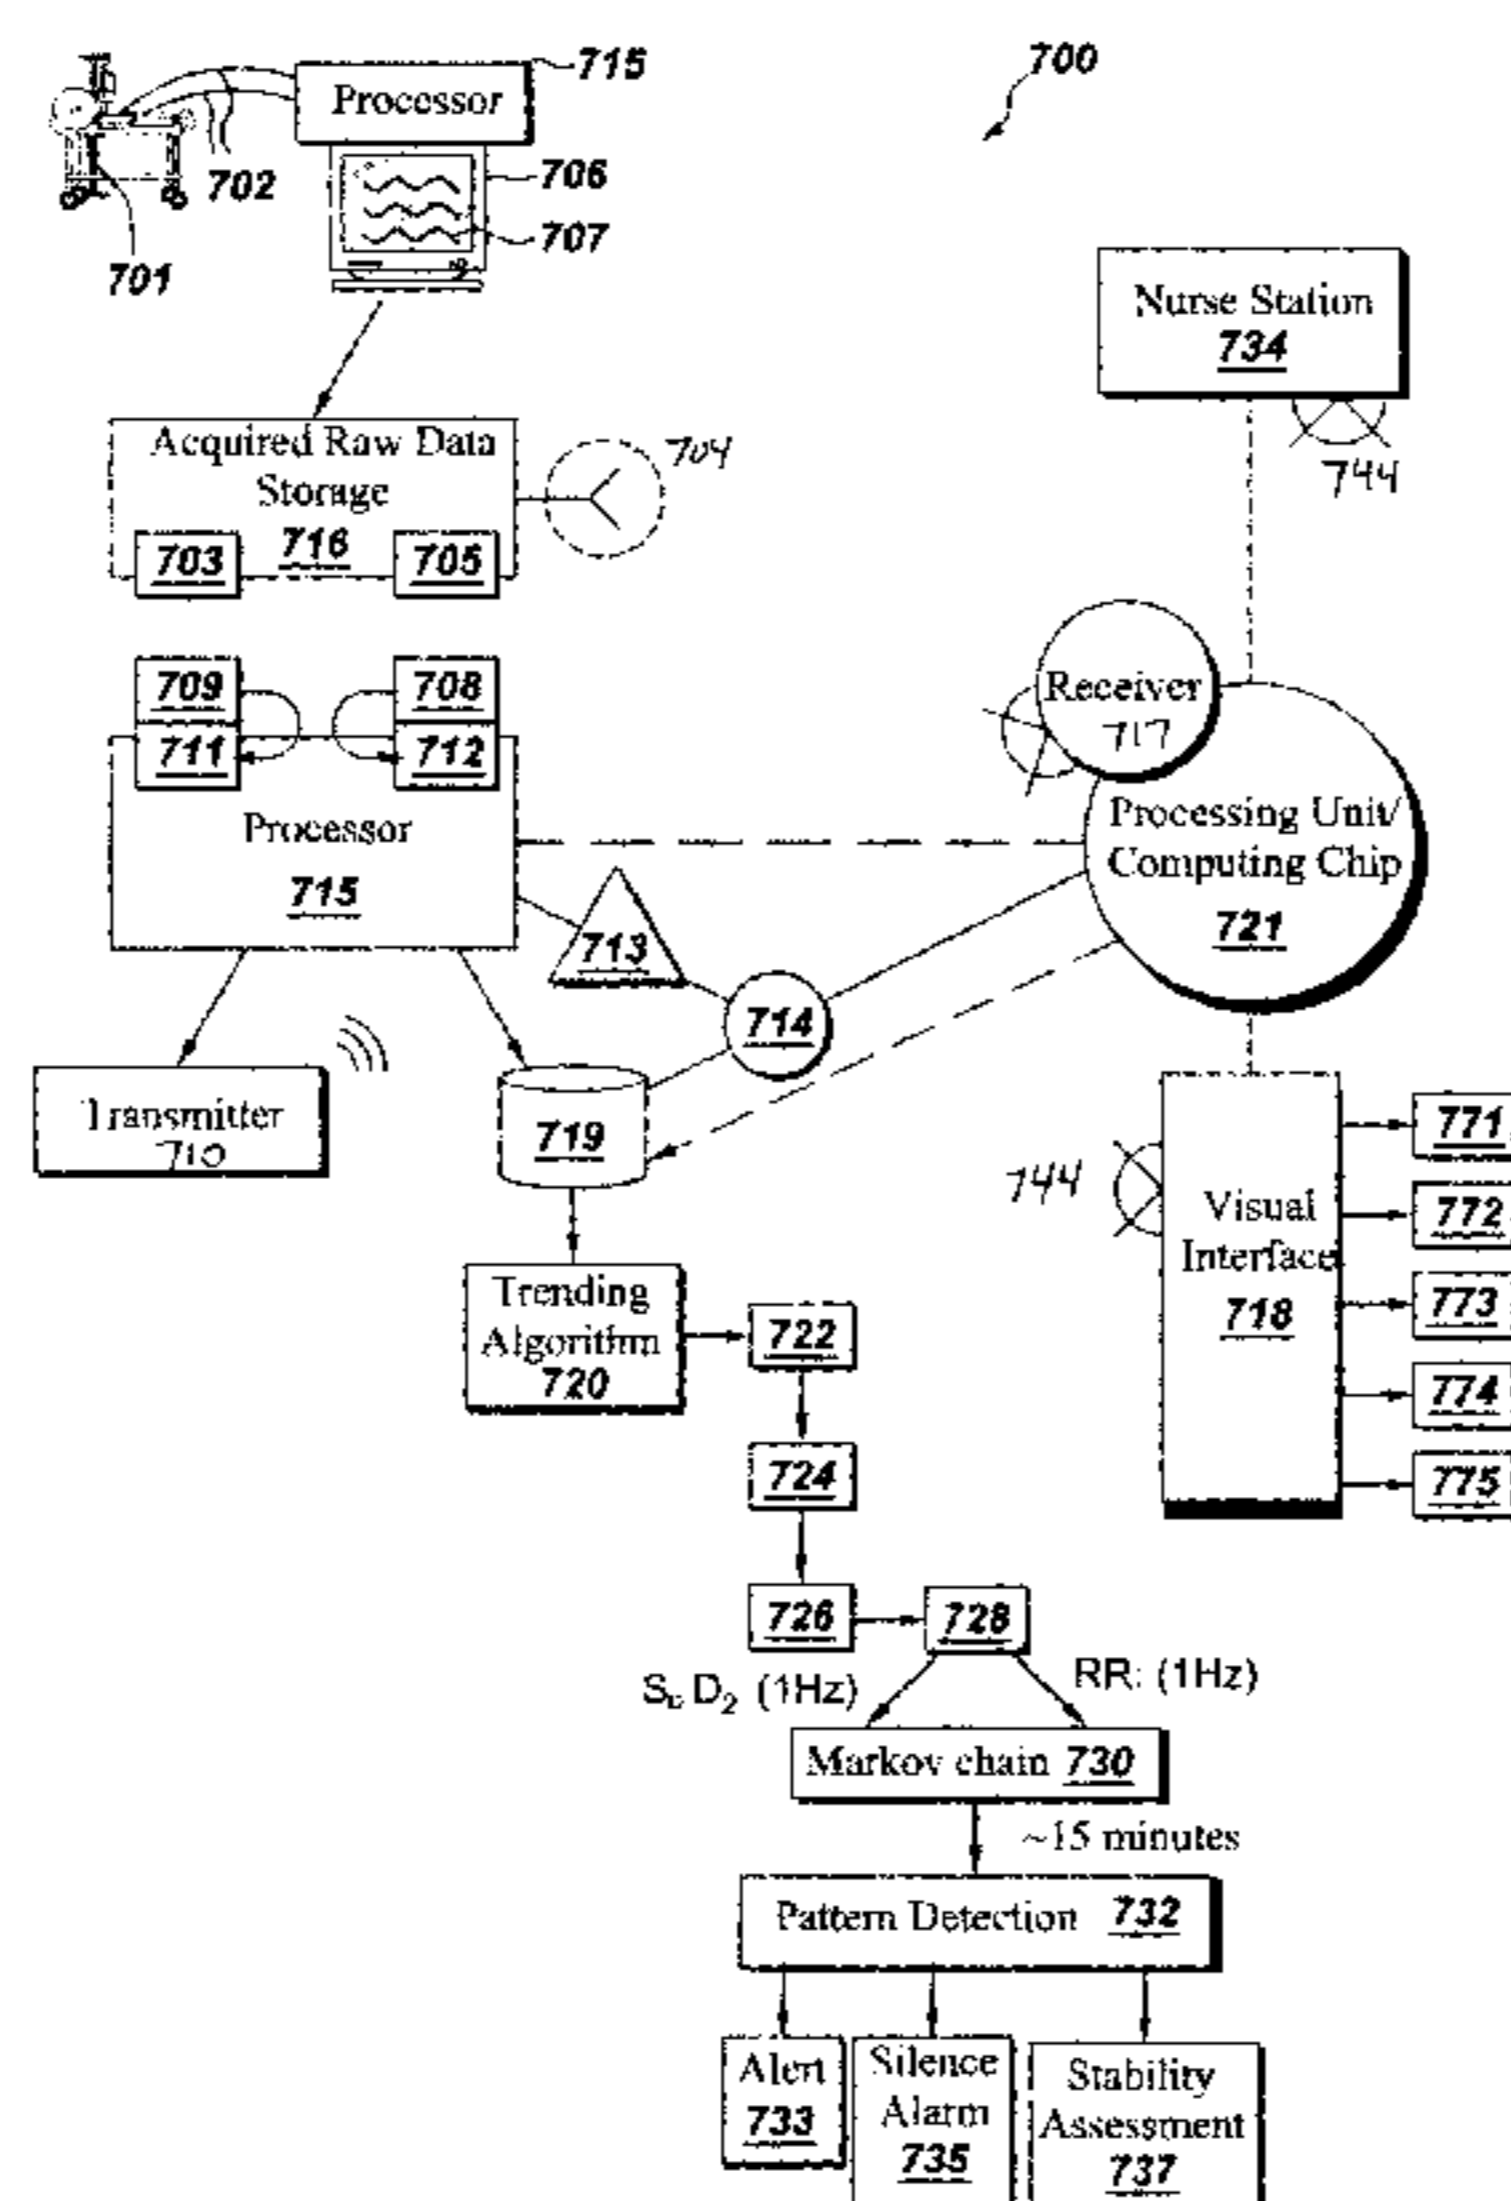 715
Processor
700
702
706
707
701
Nurse Station
734
744
Acquired Raw Data
Storage
716
703
705
704
709
708
711
712
Processor
715
Receiver
717
Processing Unit/
Computing Chip
721
713
714
Transmitter
710
719
744
Visual
Interface
718
771
772
773
774
775
Trending
Algorithm
720
722
724
726
728
(1Hz)
RR: (1Hz)
Markov chain 730
~15 minutes
Pattern Detection 732
Alert
733
Silence
Alarm
735
Stability
Assessment
737